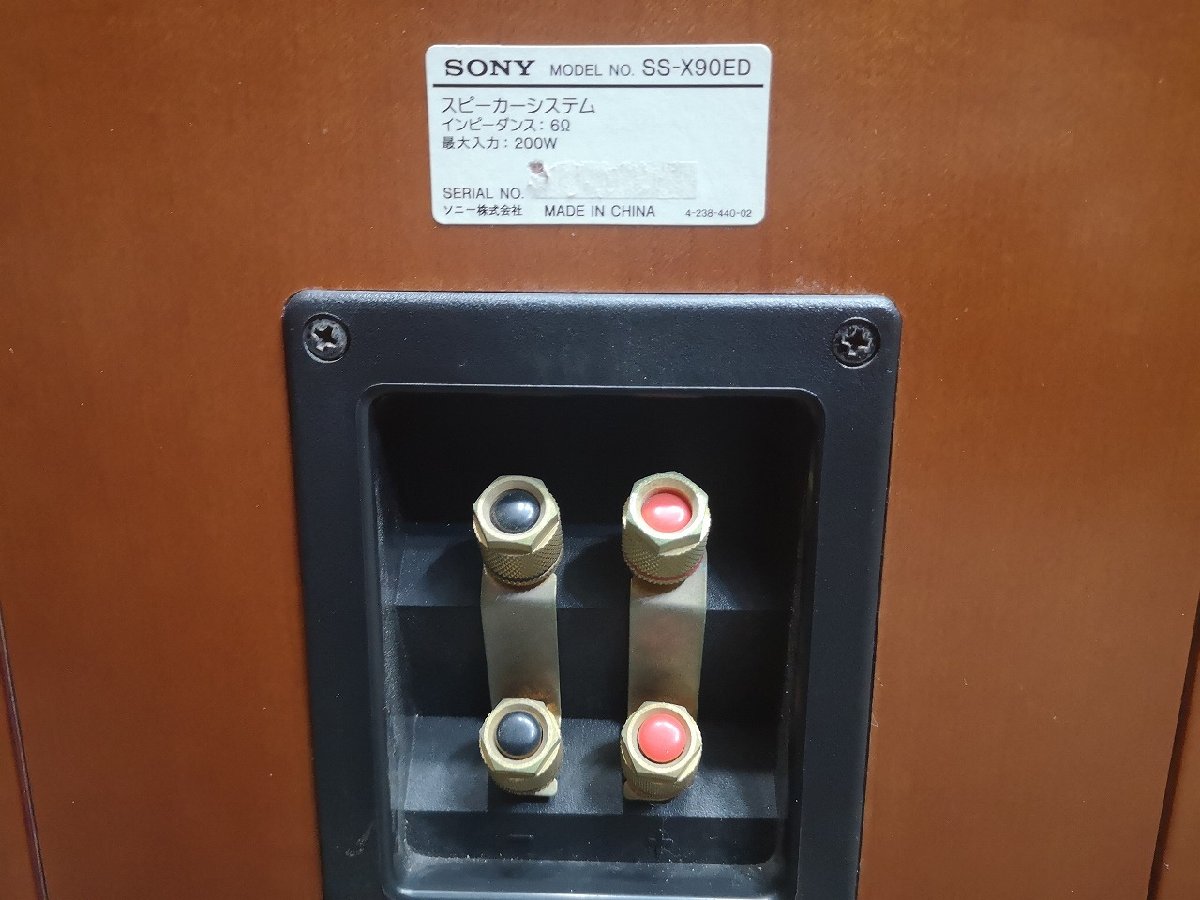 SONY MODEL NO. SS-X90ED
スピーカーシステム
インピーダンス：6Ω
最大入力：200W
SERIAL NO.
ソニー株式会社 MADE IN CHINA 4-238-440-02
− +